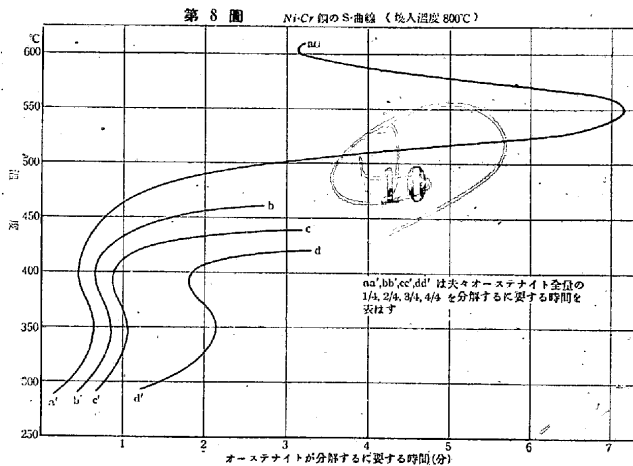 第 8 圖 Ni-Cr 鋼の S-曲線 (燒入溫度 800℃)
℃
600
550
500
450
400
350
300
250
溫
度
b
c
d
10
aa',bb',cc',dd' は夫々オーステナイト全量の
1/4, 2/4, 3/4, 4/4 を分解するに要する時間を
表はす
a' b' c' d'
1 2 3 4 5 6 7
オーステナイトが分解するに要する時間(分)